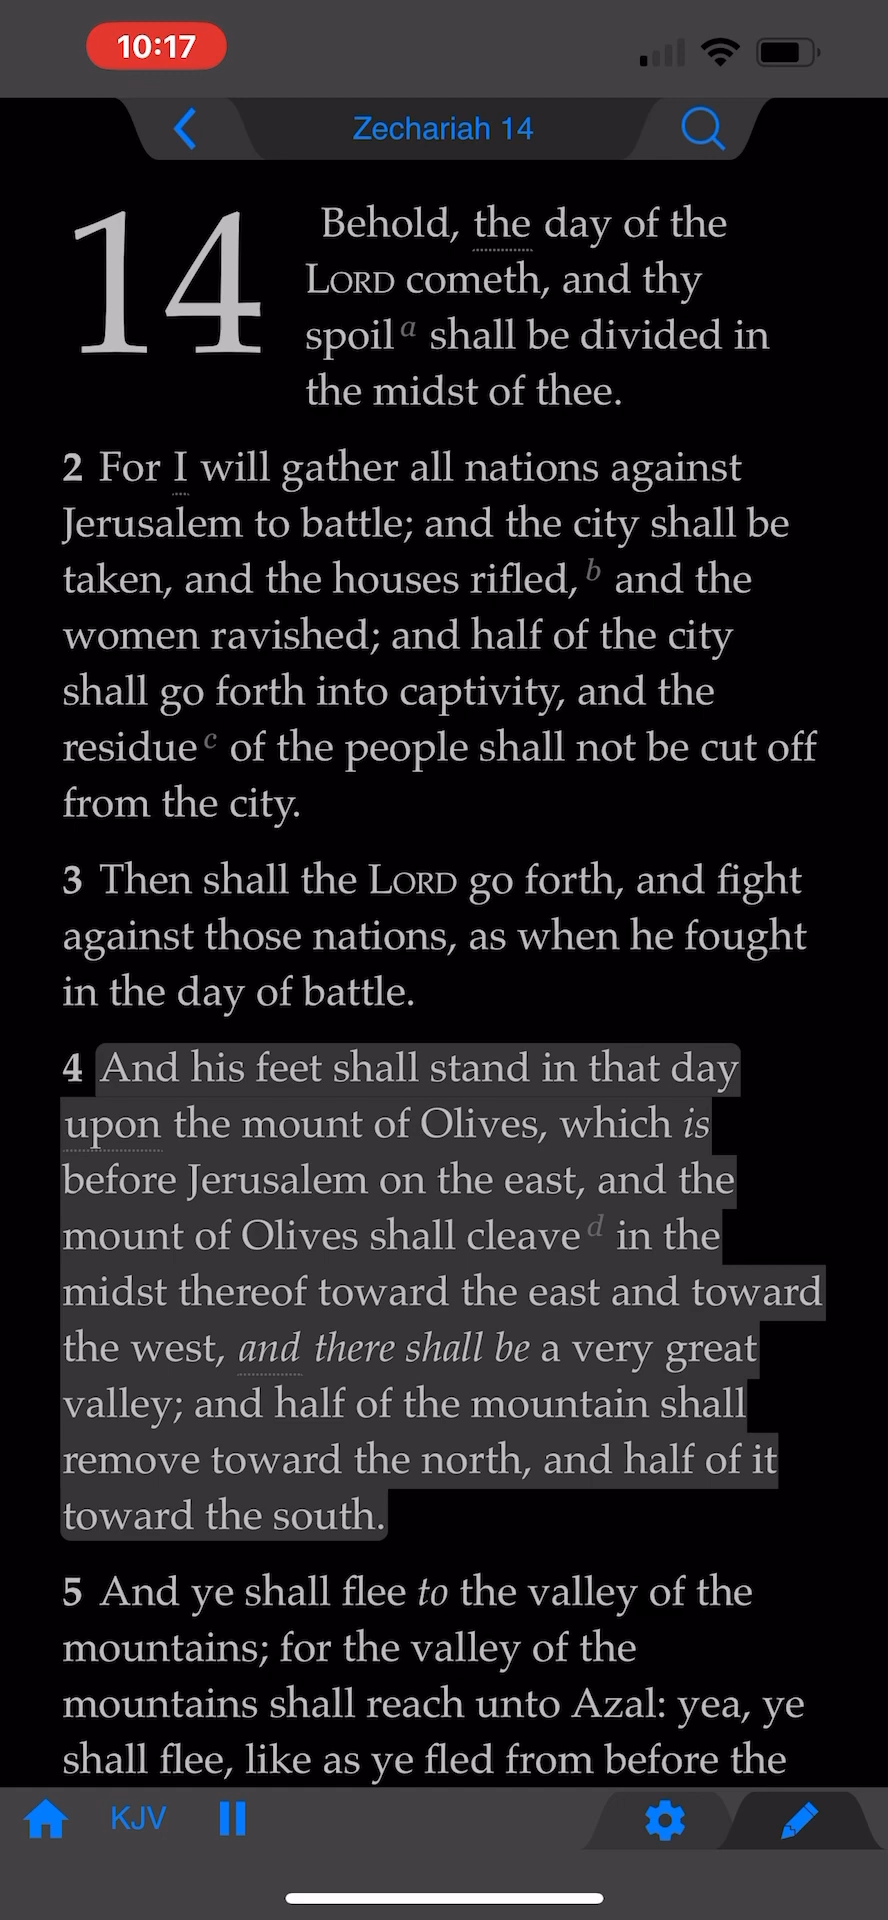 10:17
Zechariah 14
14 Behold, the day of the
LORD cometh, and thy
spoil a shall be divided in
the midst of thee.
2 For I will gather all nations against
Jerusalem to battle; and the city shall be
taken, and the houses rifled, b and the
women ravished; and half of the city
shall go forth into captivity, and the
residue c of the people shall not be cut off
from the city.
3 Then shall the LORD go forth, and fight
against those nations, as when he fought
in the day of battle.
4 And his feet shall stand in that day
upon the mount of Olives, which is
before Jerusalem on the east, and the
mount of Olives shall cleave d in the
midst thereof toward the east and toward
the west, and there shall be a very great
valley; and half of the mountain shall
remove toward the north, and half of it
toward the south.
5 And ye shall flee to the valley of the
mountains; for the valley of the
mountains shall reach unto Azal: yea, ye
shall flee, like as ye fled from before the
KJV